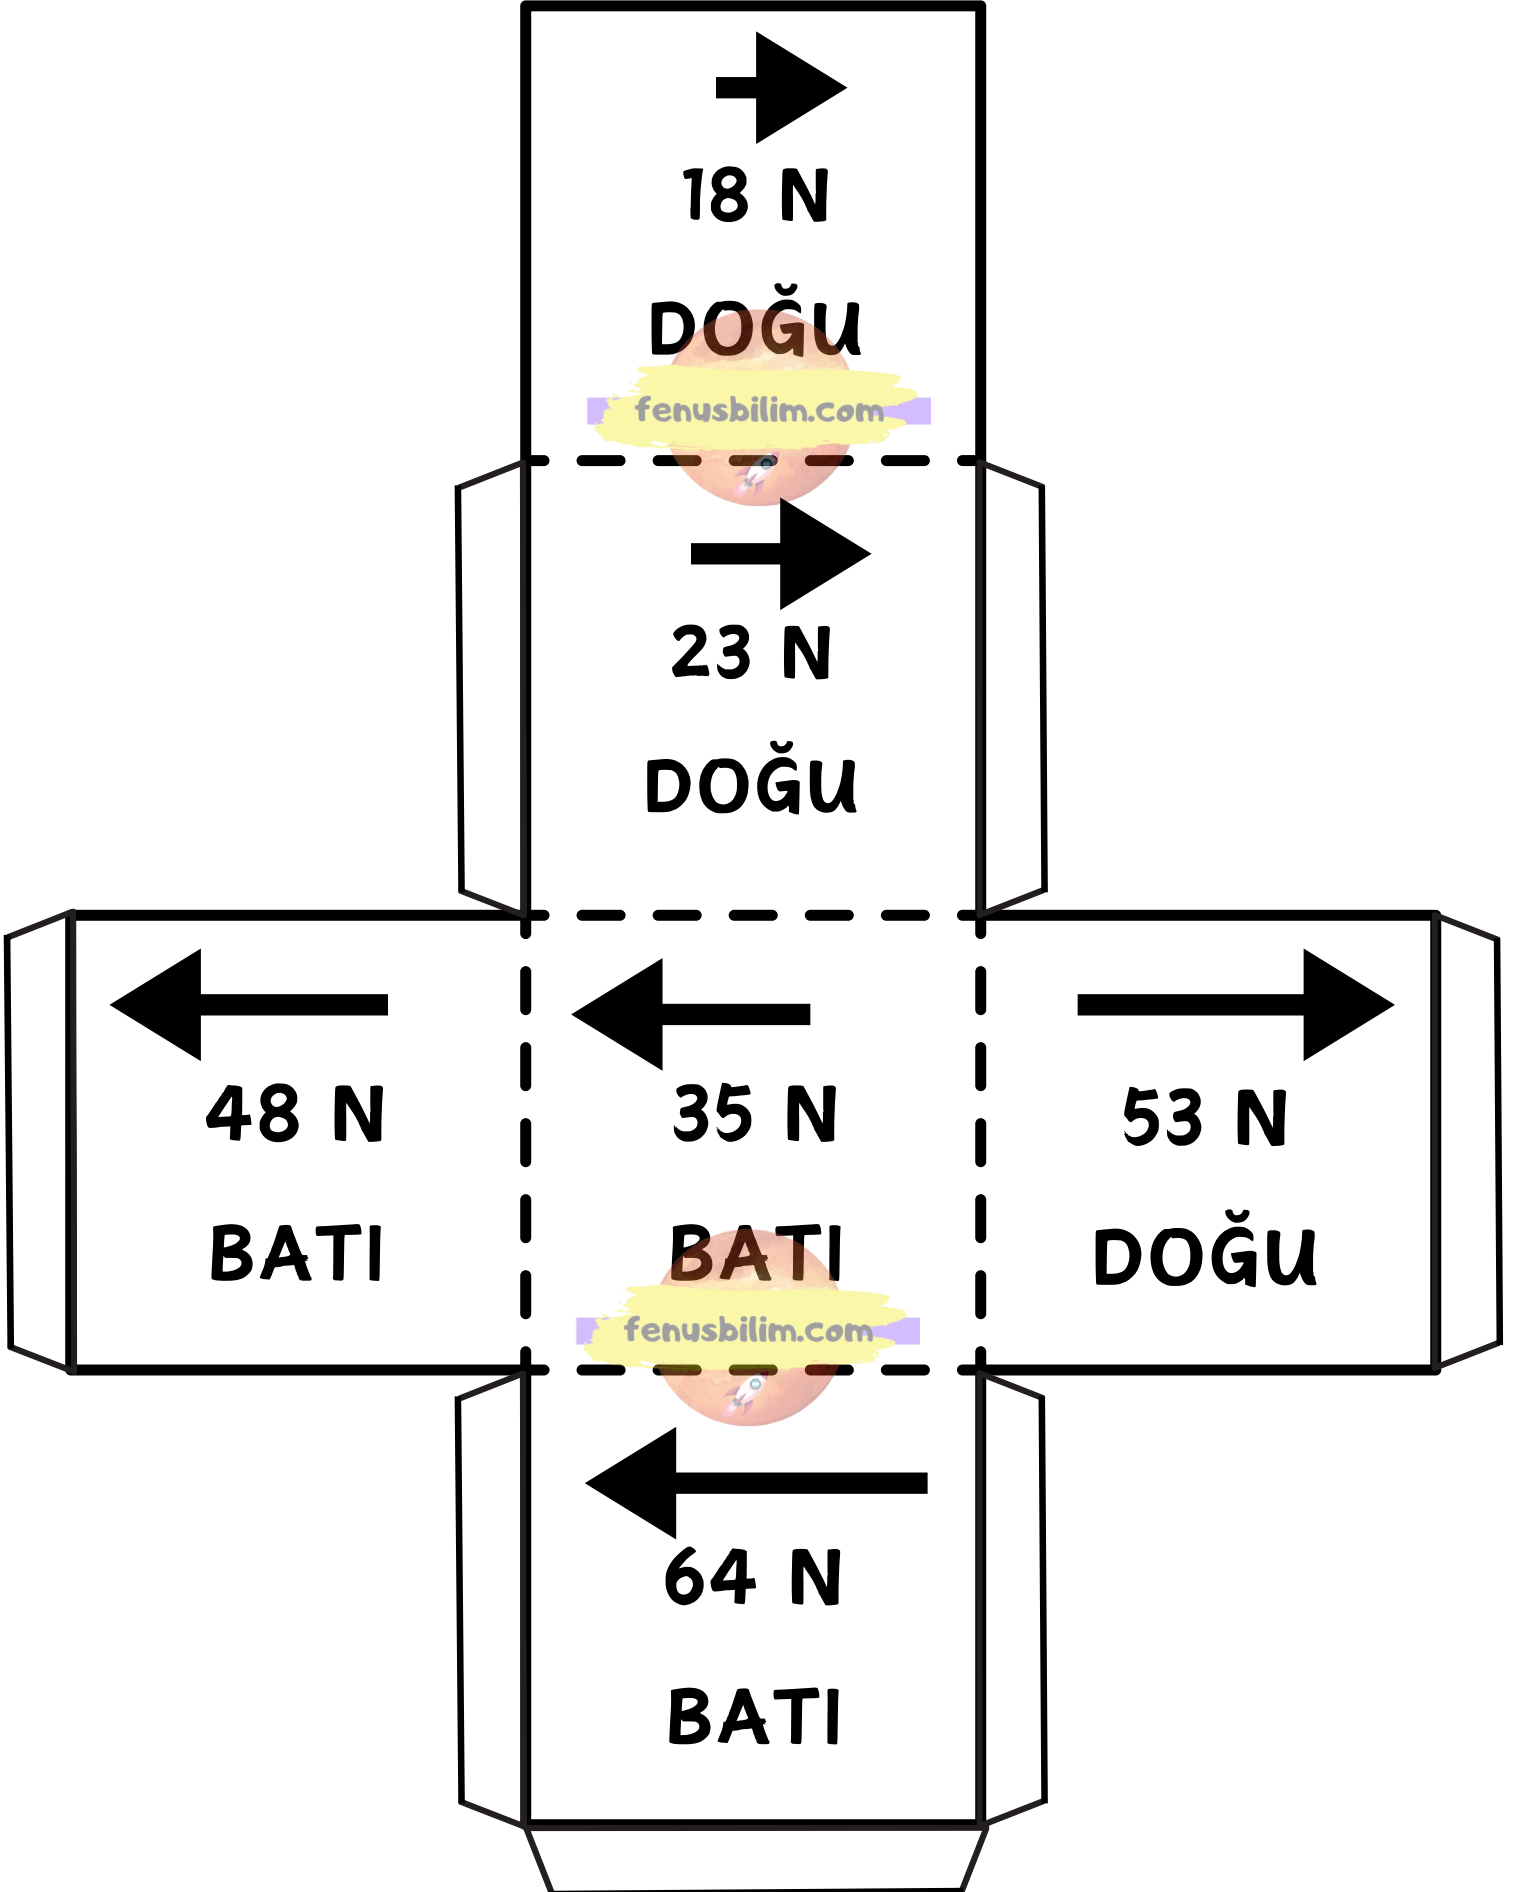 18 N
DOĞU
fenusbilim.com
23 N
DOĞU
48 N
BATI
35 N
BATI
fenusbilim.com
53 N
DOĞU
64 N
BATI